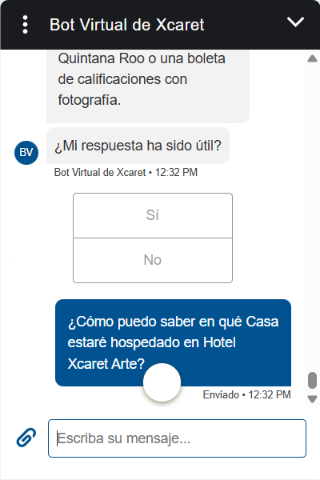 Bot Virtual de Xcaret
Quintana Roo o una boleta
de calificaciones con
fotografía.
¿Mi respuesta ha sido útil?
BV
Bot Virtual de Xcaret • 12:32 PM
Sí
No
¿Cómo puedo saber en qué Casa
estaré hospedado en Hotel
Xcaret Arte?
Enviado • 12:32 PM
Escriba su mensaje...